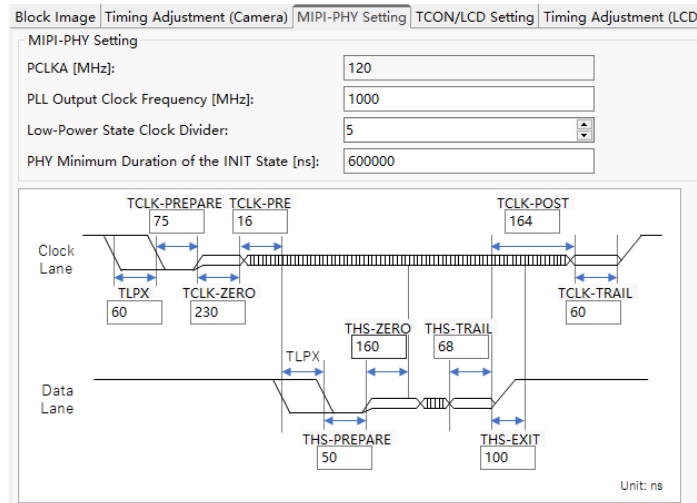 Block Image Timing Adjustment (Camera) MIPI-PHY Setting TCON/LCD Setting Timing Adjustment (LCD
MIPI-PHY Setting
PCLKA [MHz]: 120
PLL Output Clock Frequency [MHz]: 1000
Low-Power State Clock Divider: 5
PHY Minimum Duration of the INIT State [ns]: 600000
TCLK-PREPARE TCLK-PRE TCLK-POST
75 16 164
Clock
Lane
TLPX TCLK-ZERO TCLK-TRAIL
60 230 60
THS-ZERO THS-TRAIL
160 68
TLPX
Data
Lane
THS-PREPARE THS-EXIT
50 100
Unit: ns